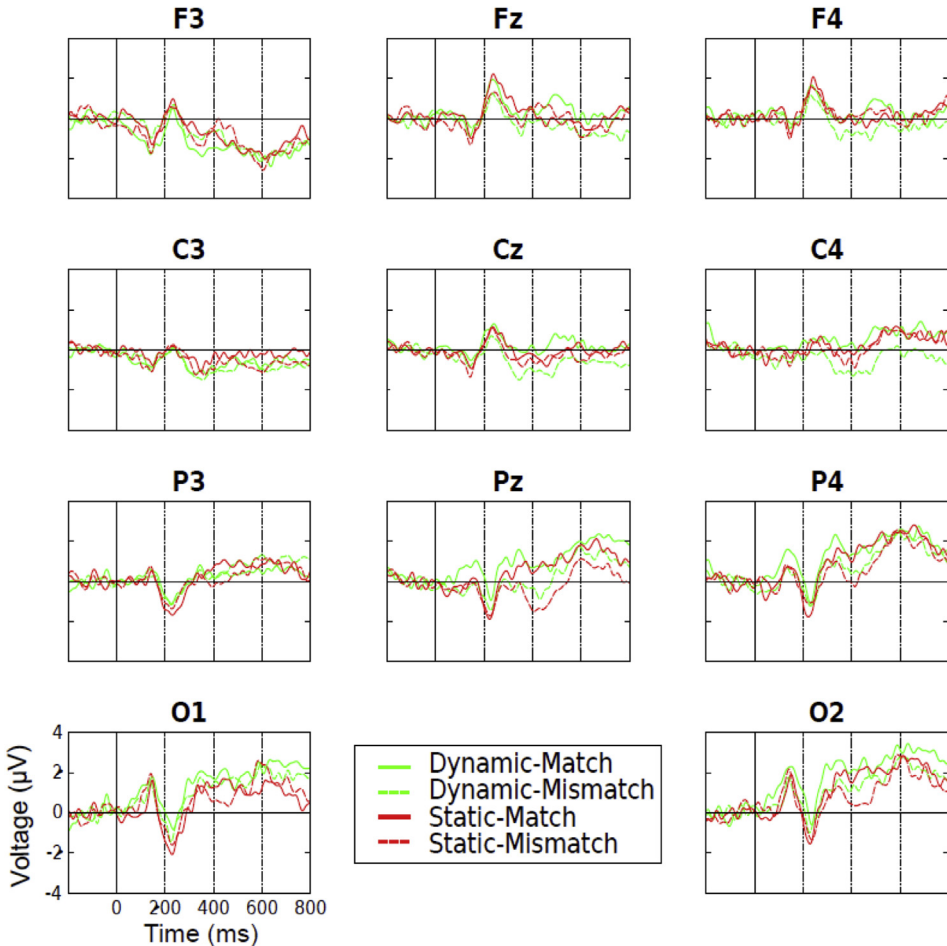 F3
Fz
F4
C3
Cz
C4
P3
Pz
P4
O1
O2
4
2
0
-2
-4
Voltage (µV)
0
200
400
600
800
Time (ms)
Dynamic-Match
Dynamic-Mismatch
Static-Match
Static-Mismatch